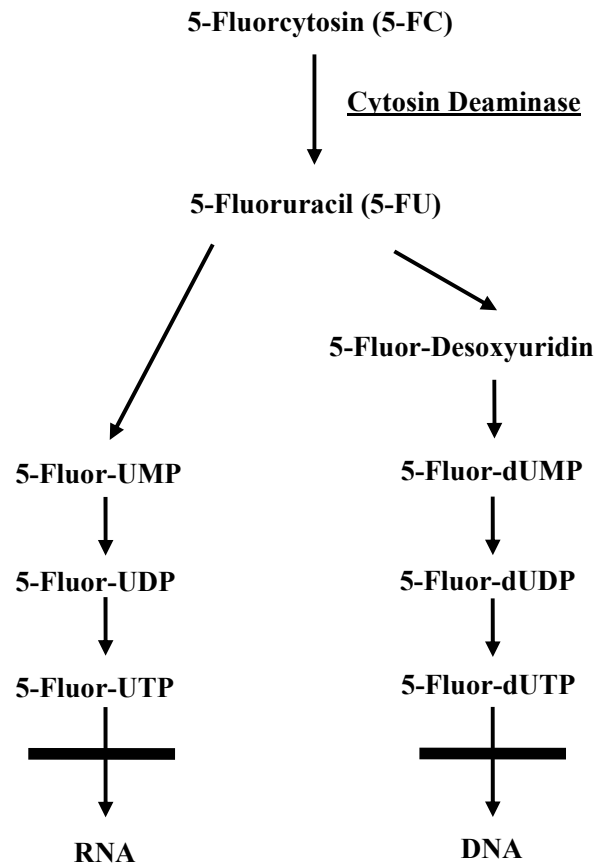 5-Fluorcytosin (5-FC)
Cytosin Deaminase
5-Fluoruracil (5-FU)
5-Fluor-Desoxyuridin
5-Fluor-UMP
5-Fluor-dUMP
5-Fluor-UDP
5-Fluor-dUDP
5-Fluor-UTP
5-Fluor-dUTP
RNA
DNA